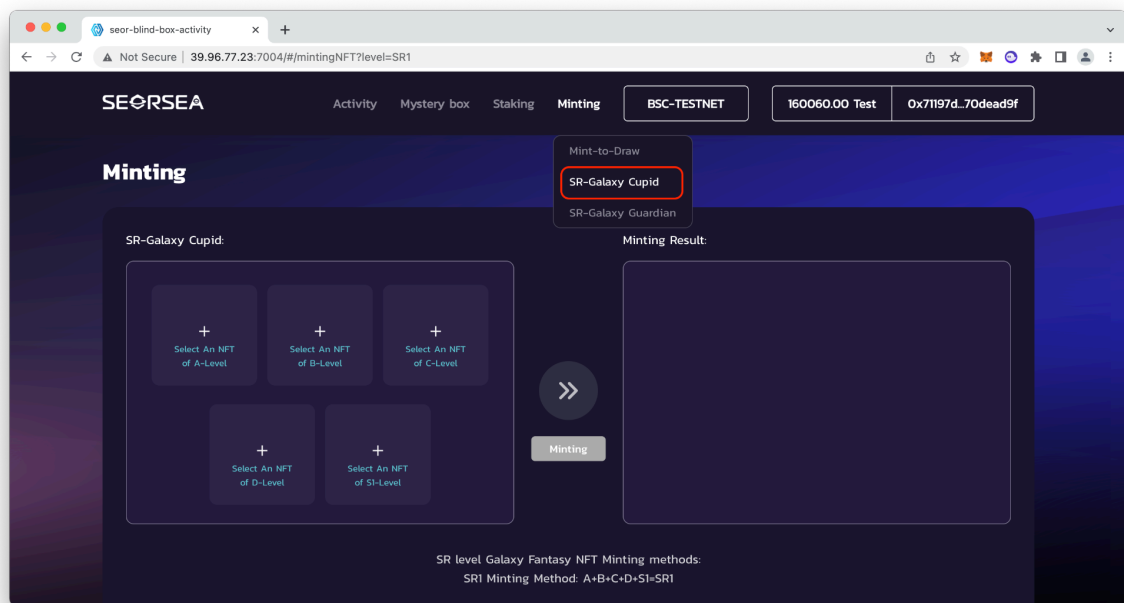 seor-blind-box-activity
Not Secure | 39.96.77.23:7004/#/mintingNFT?level=SR1
SEORSEA
Activity
Mystery box
Staking
Minting
BSC-TESTNET
160060.00 Test
0x71197d...70dead9f
Mint-to-Draw
SR-Galaxy Cupid
SR-Galaxy Guardian
Minting
SR-Galaxy Cupid:
Select An NFT
of A-Level
Select An NFT
of B-Level
Select An NFT
of C-Level
Select An NFT
of D-Level
Select An NFT
of S1-Level
Minting
Minting Result:
SR level Galaxy Fantasy NFT Minting methods:
SR1 Minting Method: A+B+C+D+S1=SR1